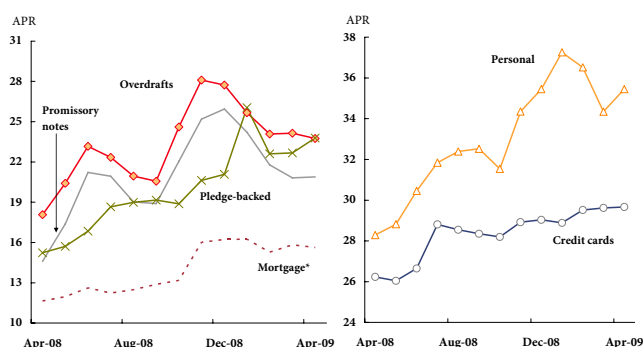 APR
31
28
25
22
19
16
13
10
Overdrafts
Promissory
notes
Pledge-backed
Mortgage*
Apr-08
Aug-08
Dec-08
Apr-09
APR
38
36
34
32
30
28
26
24
Personal
Credit cards
Apr-08
Aug-08
Dec-08
Apr-09